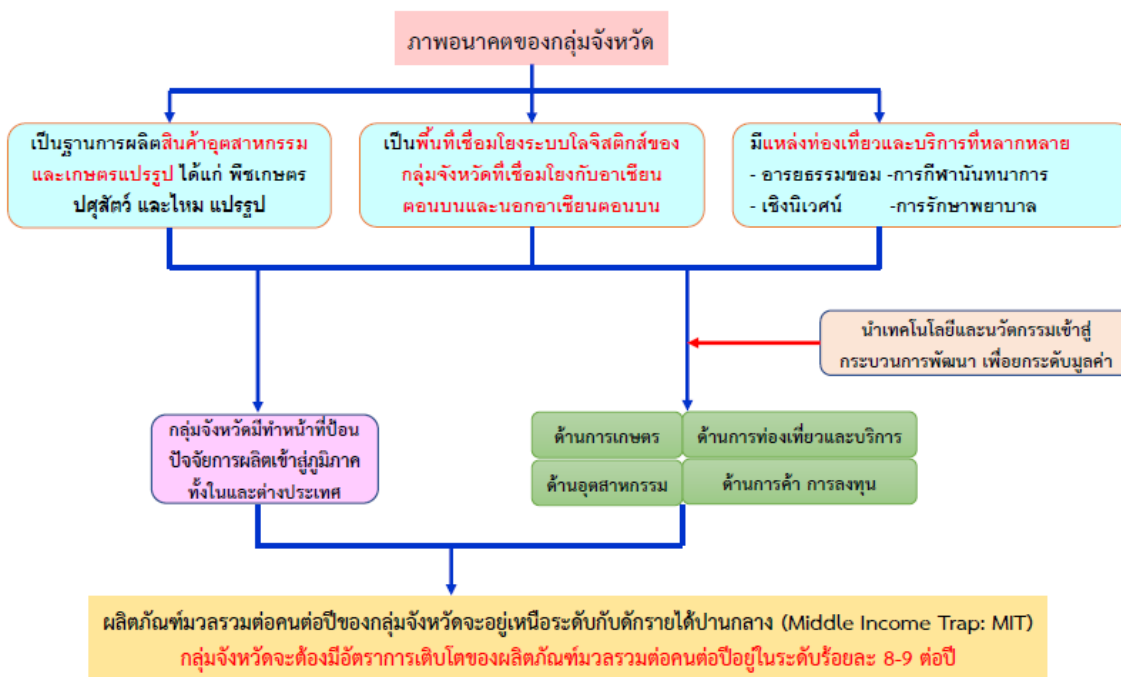 ภาพอนาคตของกลุ่มจังหวัด
เป็นฐานการผลิตสินค้าอุตสาหกรรม
และเกษตรแปรรูป ได้แก่ พืชเกษตร
ปศุสัตว์ และไหม แปรรูป
เป็นพื้นที่เชื่อมโยงระบบโลจิสติกส์ของ
กลุ่มจังหวัดที่เชื่อมโยงกับอาเซียน
ตอนบนและนอกอาเซียนตอนบน
มีแหล่งท่องเที่ยวและบริการที่หลากหลาย
- อารยธรรมขอม -การกีฬานันทนาการ
- เชิงนิเวศน์ -การรักษาพยาบาล
นำเทคโนโลยีและนวัตกรรมเข้าสู่
กระบวนการพัฒนา เพื่อยกระดับมูลค่า
กลุ่มจังหวัดมีทำหน้าที่ป้อน
ปัจจัยการผลิตเข้าสู่ภูมิภาค
ทั้งในและต่างประเทศ
ด้านการเกษตร
ด้านการท่องเที่ยวและบริการ
ด้านอุตสาหกรรม
ด้านการค้า การลงทุน
ผลิตภัณฑ์มวลรวมต่อคนต่อปีของกลุ่มจังหวัดจะอยู่เหนือระดับกับดักรายได้ปานกลาง (Middle Income Trap: MIT)
กลุ่มจังหวัดจะต้องมีอัตราการเติบโตของผลิตภัณฑ์มวลรวมต่อคนต่อปีอยู่ในระดับร้อยละ 8-9 ต่อปี